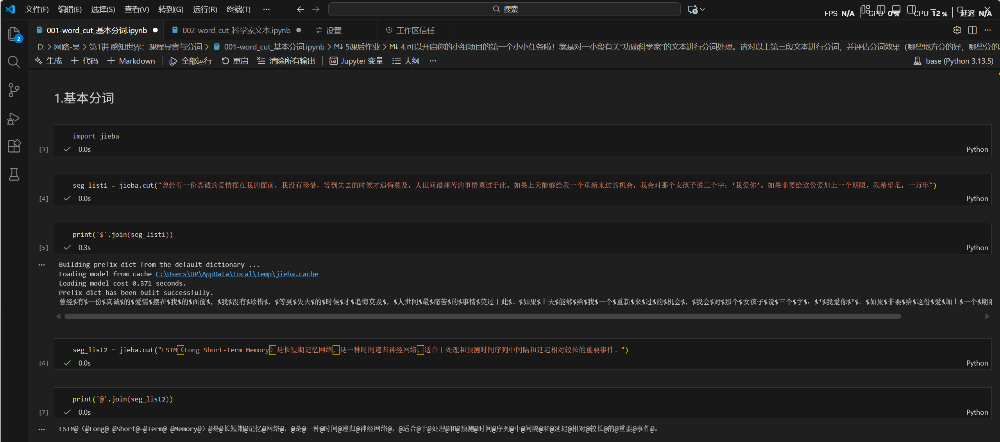 文件(F) 编辑(E) 选择(S) 查看(V) 转到(G) 运行(R) 终端(T) ··· 搜索
FPS N/A GPU 0% CPU 12% 延迟 N/A
001-word_cut_基本分词.ipynb 002-word_cut_科学家文本.ipynb 设置 工作区信任
2
D: > 网路-吴 > 第1讲 感知世界：课程导言与分词 > 001-word_cut_基本分词.ipynb > M↓ 5课后作业 > M↓ 4.可以开启你的小组项目的第一个小小任务啦！就是对一小段有关“功勋科学家”的文本进行分词处理。请对以上第三段文本进行分词，并评估分词效果（哪些地方分的好，哪些分的
生成 + 代码 + Markdown 全部运行 重启 清除所有输出 Jupyter 变量 大纲 ··· base (Python 3.13.5)
1.基本分词
import jieba
[3] 0.0s Python
seg_list1 = jieba.cut("曾经有一份真诚的爱情摆在我的面前，我没有珍惜，等到失去的时候才追悔莫及，人世间最痛苦的事情莫过于此。如果上天能够给我一个重新来过的机会，我会对那个女孩子说三个字：‘我爱你’。如果非要给这份爱加上一个期限，我希望是，一万年")
[4] 0.0s Python
print('$'.join(seg_list1))
[5] 0.3s Python
Building prefix dict from the default dictionary ...
Loading model from cache C:\Users\HP\AppData\Local\Temp\jieba.cache
Loading model cost 0.371 seconds.
Prefix dict has been built successfully.
曾经$有$一份$真诚$的$爱情$摆在$我$的$面前$，$我$没有$珍惜$，$等到$失去$的$时候$才$追悔莫及$，$人世间$最$痛苦$的$事情$莫过于此$。$如果$上天$能够$给$我$一个$重新$来$过$的$机会$，$我会$对$那个$女孩子$说$三个$字$：$‘$我爱你$’$。$如果$非要$给$这份$爱$加上$一个$期限
seg_list2 = jieba.cut("LSTM（Long Short-Term Memory）是长短期记忆网络，是一种时间递归神经网络，适合于处理和预测时间序列中间隔和延迟相对较长的重要事件。")
[6] 0.0s Python
print('@'.join(seg_list2))
[7] 0.0s Python
LSTM@（@Long@ @Short@-@Term@ @Memory@）@是@长短期@记忆@网络@，@是@一种@时间@递归@神经网络@，@适合@于@处理@和@预测@时间@序列@中@间隔@和@延迟@相对@较长@的@重要@事件@。